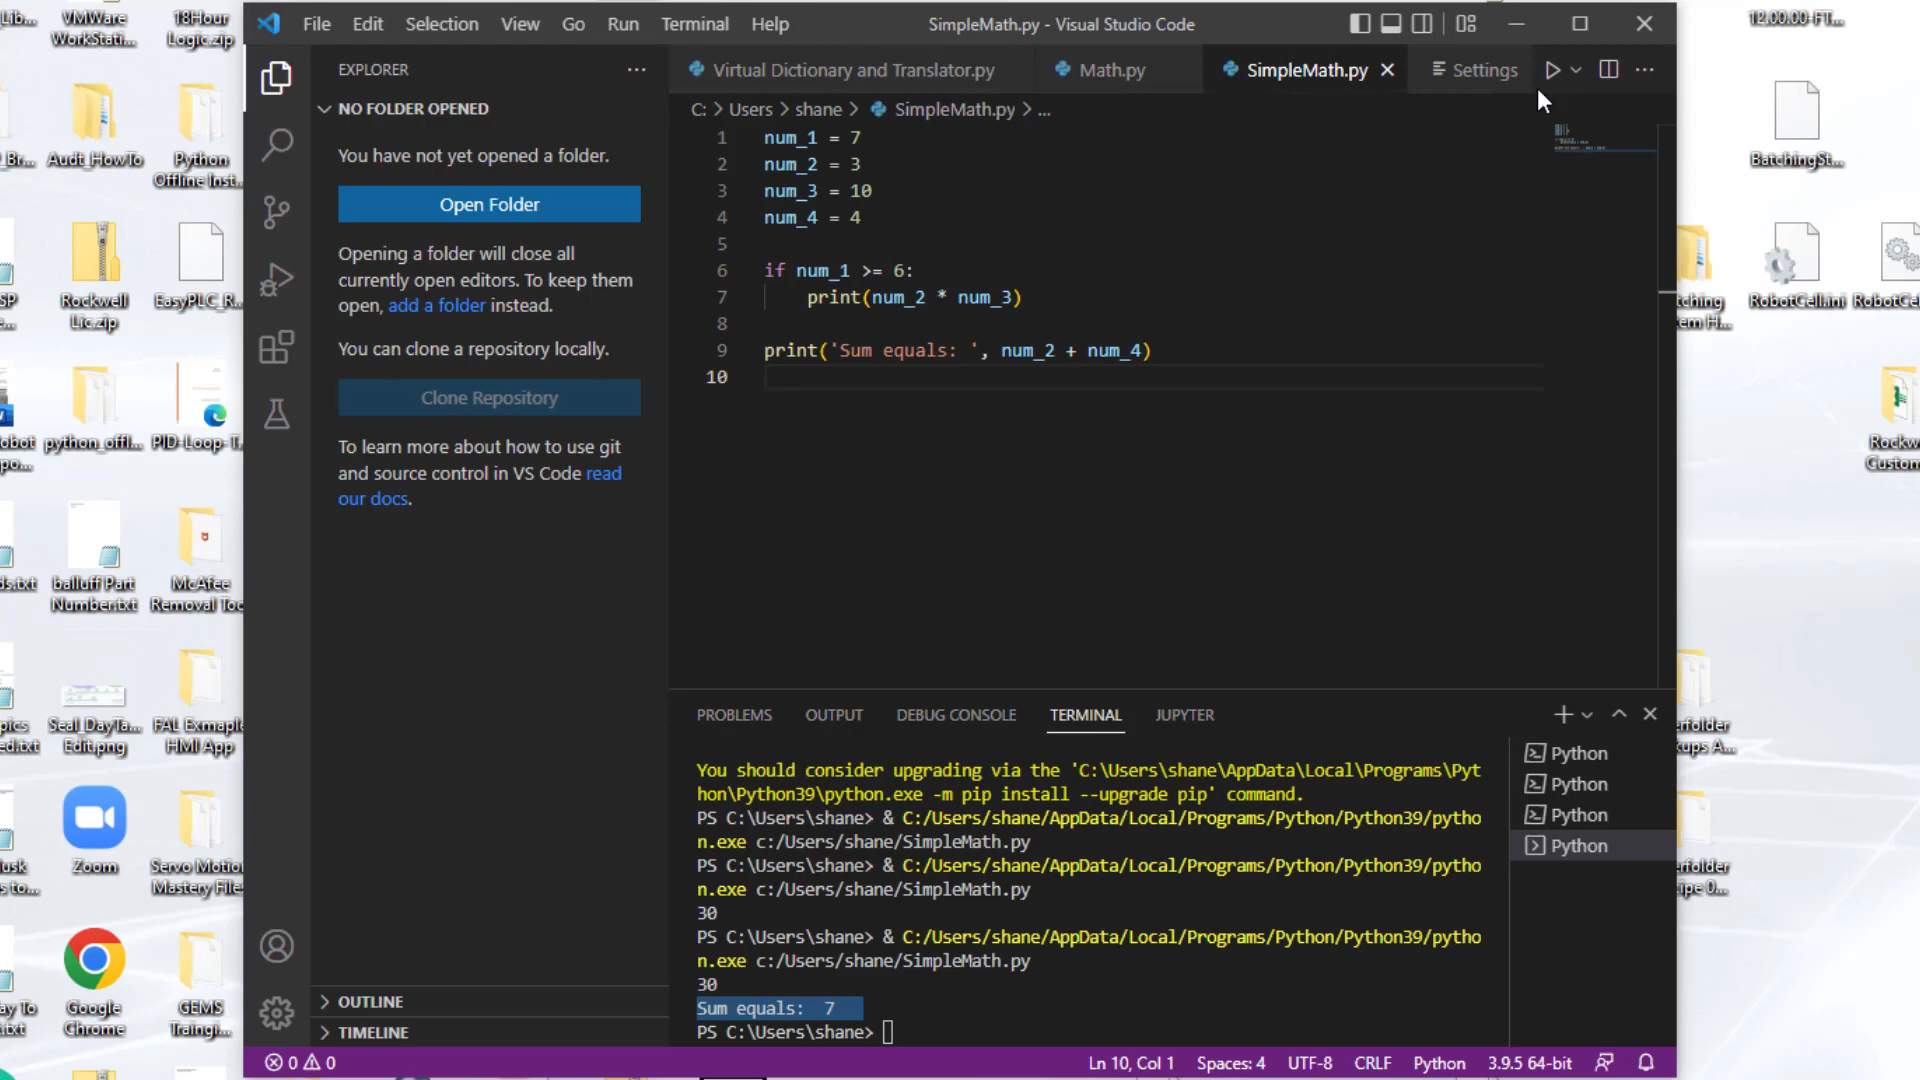 Lib...
VMWare
WorkStati...
18Hour
Logic.zip
File Edit Selection View Go Run Terminal Help
SimpleMath.py - Visual Studio Code
12.00.00-FT...
EXPLORER
Virtual Dictionary and Translator.py
Math.py
SimpleMath.py
Settings
NO FOLDER OPENED
C: > Users > shane > SimpleMath.py > ...
You have not yet opened a folder.
Open Folder
Opening a folder will close all
currently open editors. To keep them
open, add a folder instead.
You can clone a repository locally.
Clone Repository
To learn more about how to use git
and source control in VS Code read
our docs.
1 num_1 = 7
2 num_2 = 3
3 num_3 = 10
4 num_4 = 4
5
6 if num_1 >= 6:
7 print(num_2 * num_3)
8
9 print('Sum equals: ', num_2 + num_4)
10
_Br...
Audt_HowTo
Python
Offline Inst...
BatchingSt...
SP
Rockwell
Lic.zip
EasyPLC_R...
RobotCell.ini
python_offl...
PID-Loop-T...
balluff Part
Number.txt
McAfee
Removal Too
Seal_DayTa...
Edit.png
FAL Exmaple
HMI App
Zoom
Servo Motion
Mastery File
Google
Chrome
GEMS
Traingi...
Rockw
Custom
PROBLEMS OUTPUT DEBUG CONSOLE TERMINAL JUPYTER
You should consider upgrading via the 'C:\Users\shane\AppData\Local\Programs\Pyt
hon\Python39\python.exe -m pip install --upgrade pip' command.
PS C:\Users\shane> & C:/Users/shane/AppData/Local/Programs/Python/Python39/pytho
n.exe c:/Users/shane/SimpleMath.py
PS C:\Users\shane> & C:/Users/shane/AppData/Local/Programs/Python/Python39/pytho
n.exe c:/Users/shane/SimpleMath.py
30
PS C:\Users\shane> & C:/Users/shane/AppData/Local/Programs/Python/Python39/pytho
n.exe c:/Users/shane/SimpleMath.py
30
Sum equals:  7
PS C:\Users\shane>
Python
Python
Python
Python
OUTLINE
TIMELINE
0 0
Ln 10, Col 1 Spaces: 4 UTF-8 CRLF Python 3.9.5 64-bit